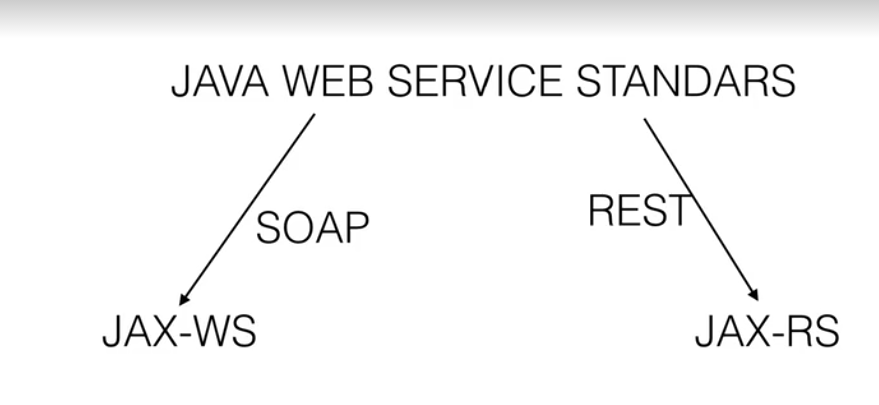 JAVA WEB SERVICE STANDARS
SOAP
REST
JAX-WS
JAX-RS